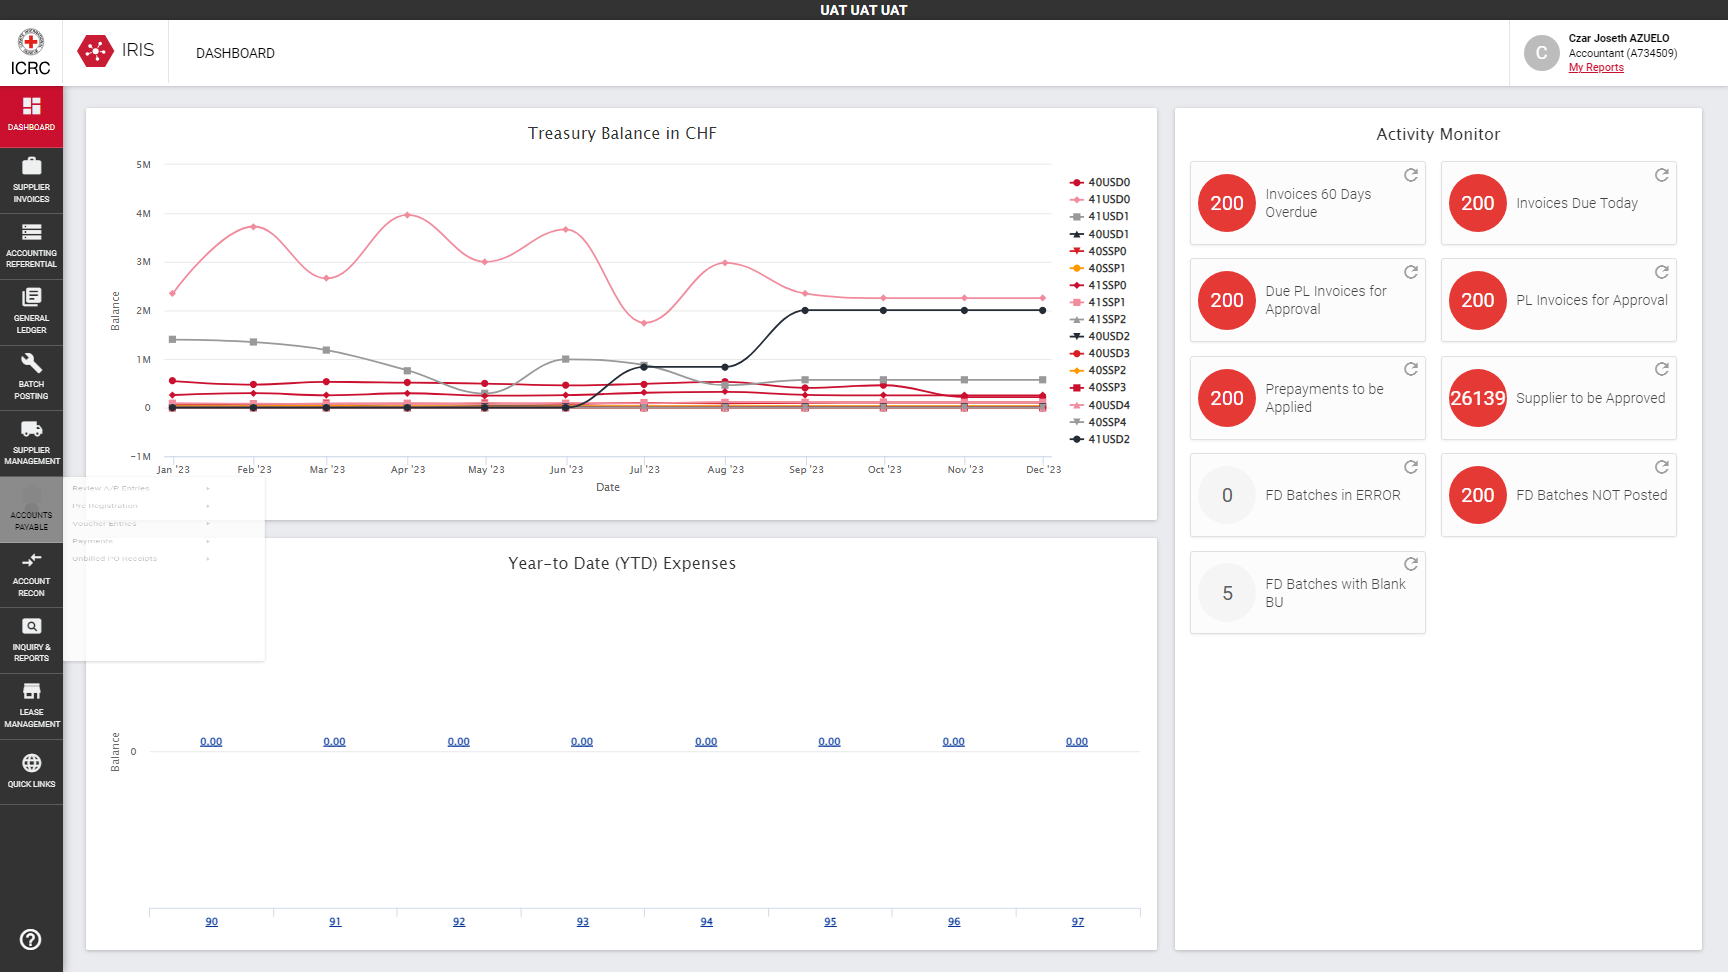 UAT UAT UAT
ICRC
IRIS
DASHBOARD
C
Czar Joseth AZUELO
Accountant (A734509)
My Reports
DASHBOARD
SUPPLIER
INVOICES
ACCOUNTING
REFERENTIAL
GENERAL
LEDGER
BATCH
POSTING
SUPPLIER
MANAGEMENT
ACCOUNTS
PAYABLE
ACCOUNT
RECON
INQUIRY &
REPORTS
LEASE
MANAGEMENT
QUICK LINKS
Review A/P Entries
Pre Registration
Voucher Entries
Payments
Unbilled PO Receipts
Treasury Balance in CHF
5M
4M
3M
2M
1M
0
-1M
Balance
Jan '23
Feb '23
Mar '23
Apr '23
May '23
Jun '23
Jul '23
Aug '23
Sep '23
Oct '23
Nov '23
Dec '23
Date
40USD0
41USD0
41USD1
40USD1
40SSP0
40SSP1
41SSP0
41SSP1
41SSP2
40USD2
40USD3
40SSP2
40SSP3
40USD4
40SSP4
41USD2
Year-to Date (YTD) Expenses
Balance
0
0.00
0.00
0.00
0.00
0.00
0.00
0.00
0.00
90
91
92
93
94
95
96
97
Activity Monitor
200
Invoices 60 Days
Overdue
200
Invoices Due Today
200
Due PL Invoices for
Approval
200
PL Invoices for Approval
200
Prepayments to be
Applied
26139
Supplier to be Approved
0
FD Batches in ERROR
200
FD Batches NOT Posted
5
FD Batches with Blank
BU